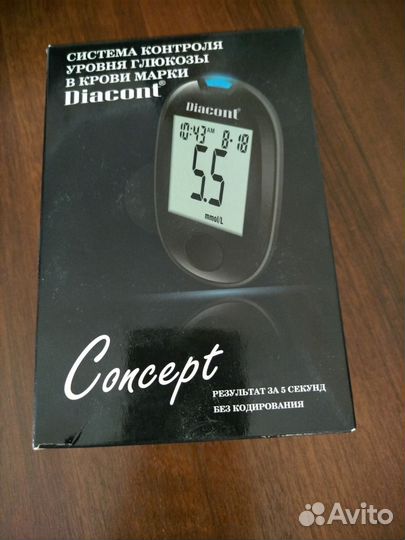 СИСТЕМА КОНТРОЛЯ
УРОВНЯ ГЛЮКОЗЫ
В КРОВИ МАРКИ
Diacont®
Diacont®
10:43 AM 8-18
5.5
mmol/L
Concept
РЕЗУЛЬТАТ ЗА 5 СЕКУНД
БЕЗ КОДИРОВАНИЯ
Avito